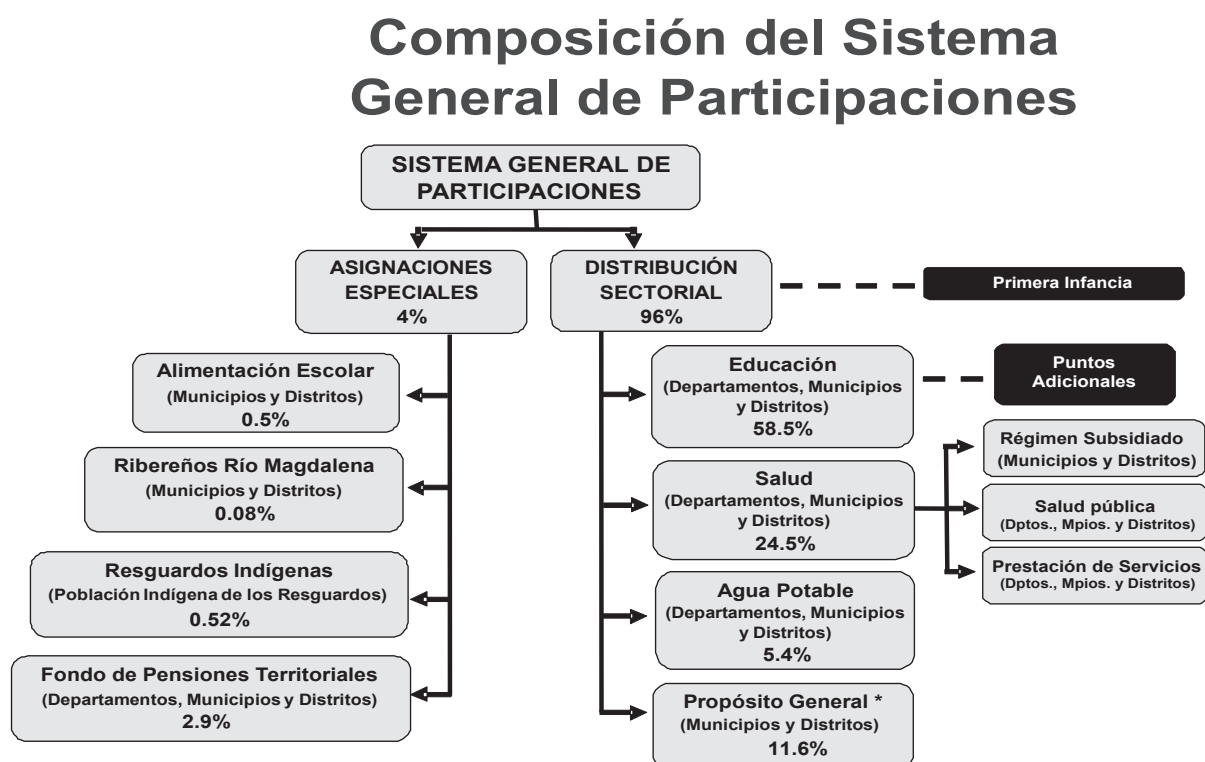 Composición del Sistema
General de Participaciones
SISTEMA GENERAL DE
PARTICIPACIONES
ASIGNACIONES
ESPECIALES
4%
DISTRIBUCIÓN
SECTORIAL
96%
Primera Infancia
Alimentación Escolar
(Municipios y Distritos)
0.5%
Ribereños Río Magdalena
(Municipios y Distritos)
0.08%
Resguardos Indígenas
(Población Indígena de los Resguardos)
0.52%
Fondo de Pensiones Territoriales
(Departamentos, Municipios y Distritos)
2.9%
Educación
(Departamentos, Municipios
y Distritos)
58.5%
Puntos
Adicionales
Salud
(Departamentos, Municipios
y Distritos)
24.5%
Régimen Subsidiado
(Municipios y Distritos)
Salud pública
(Dptos., Mpios. y Distritos)
Prestación de Servicios
(Dptos., Mpios. y Distritos)
Agua Potable
(Departamentos, Municipios
y Distritos)
5.4%
Propósito General *
(Municipios y Distritos)
11.6%